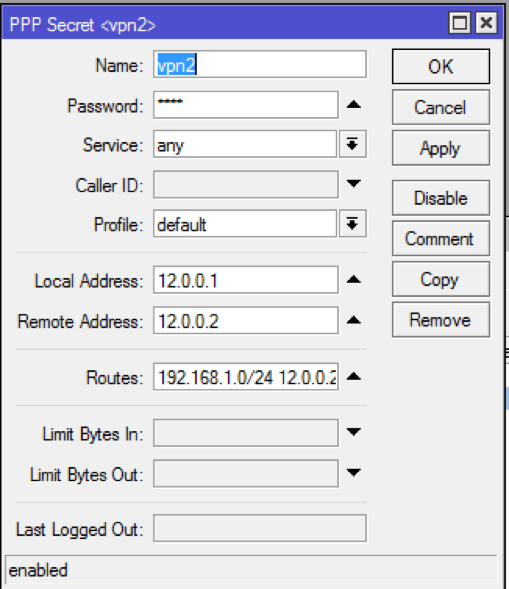 PPP Secret <vpn2>
Name: vpn2 OK
Password: **** Cancel
Service: any Apply
Caller ID:
Disable
Profile: default
Comment
Local Address: 12.0.0.1 Copy
Remote Address: 12.0.0.2 Remove
Routes: 192.168.1.0/24 12.0.0.2
Limit Bytes In:
Limit Bytes Out:
Last Logged Out:
enabled